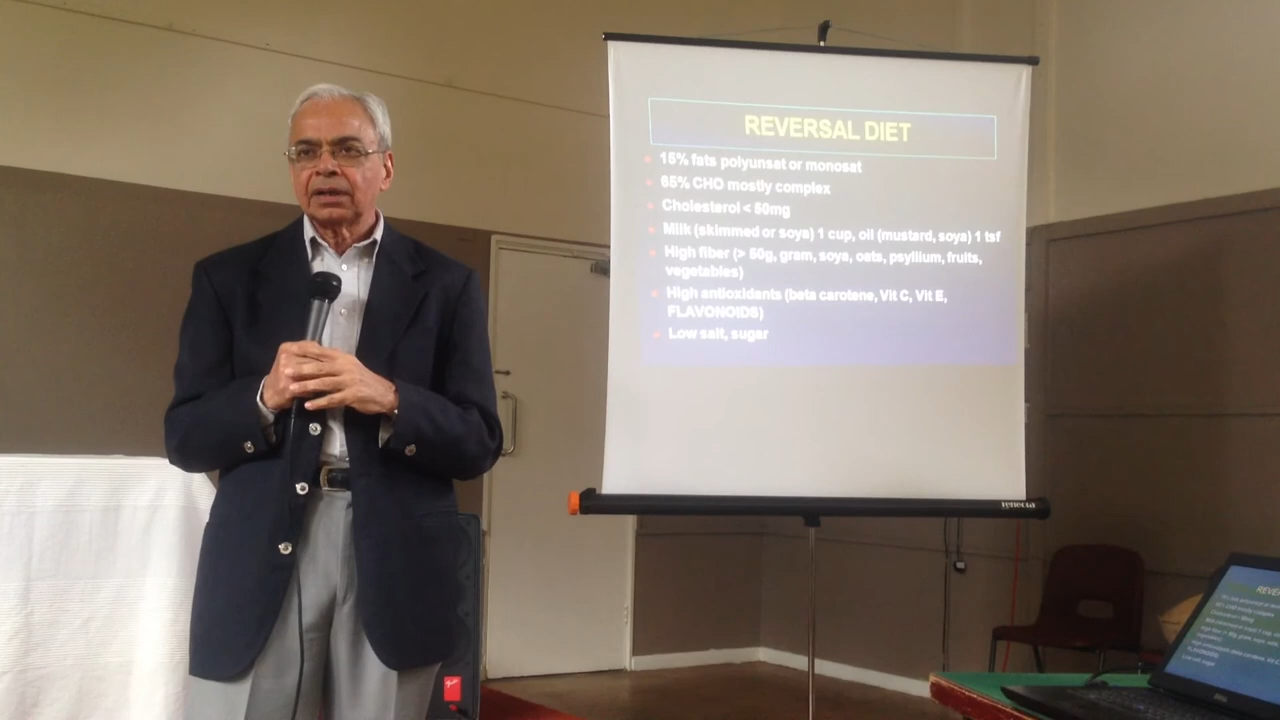 REVERSAL DIET
15% fats polyunsat or monosat
65% CHO mostly complex
Cholesterol < 50mg
Milk (skimmed or soya) 1 cup, oil (mustard, soya) 1 tsf
High fiber (> 50g, gram, soya, oats, psyllium, fruits,
vegetables)
High antioxidants (beta carotene, Vit C, Vit E,
FLAVONOIDS)
Low salt, sugar
reflecta